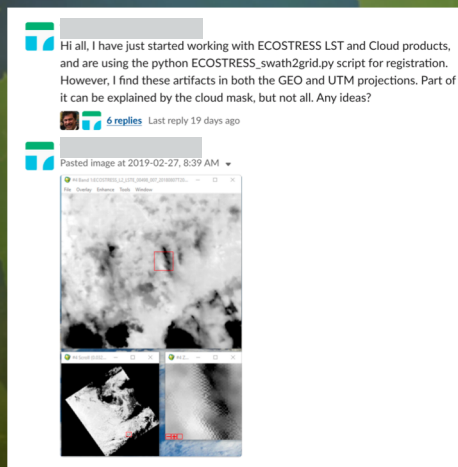 Hi all, I have just started working with ECOSTRESS LST and Cloud products,
and are using the python ECOSTRESS_swath2grid.py script for registration.
However, I find these artifacts in both the GEO and UTM projections. Part of
it can be explained by the cloud mask, but not all. Any ideas?
6 replies Last reply 19 days ago
Pasted image at 2019-02-27, 8:39 AM
File Overlay Enhance Tools Window
#4 Scroll
#4 Z...